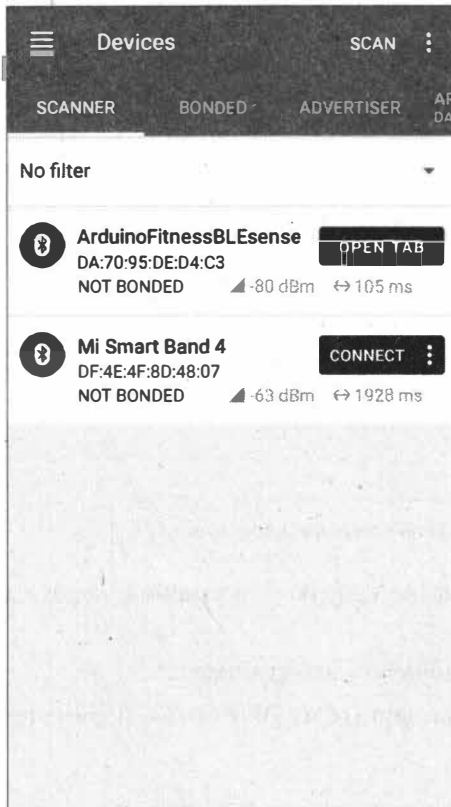 Devices
SCAN
SCANNER
BONDED
ADVERTISER
No filter
ArduinoFitnessBLEsense
OPEN TAB
DA:70:95:DE:D4:C3
NOT BONDED
-80 dBm
105 ms
Mi Smart Band 4
CONNECT
DF:4E:4F:8D:48:07
NOT BONDED
-63 dBm
1928 ms